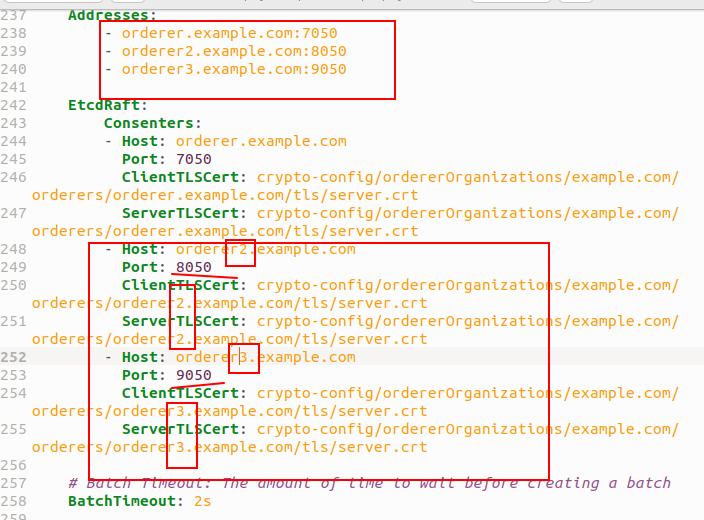 237 Addresses:
238 - orderer.example.com:7050
239 - orderer2.example.com:8050
240 - orderer3.example.com:9050
241
242 EtcdRaft:
243 Consenters:
244 - Host: orderer.example.com
245 Port: 7050
246 ClientTLSCert: crypto-config/ordererOrganizations/example.com/
orderers/orderer.example.com/tls/server.crt
247 ServerTLSCert: crypto-config/ordererOrganizations/example.com/
orderers/orderer.example.com/tls/server.crt
248 - Host: orderer2.example.com
249 Port: 8050
250 ClientTLSCert: crypto-config/ordererOrganizations/example.com/
orderers/orderer2.example.com/tls/server.crt
251 ServerTLSCert: crypto-config/ordererOrganizations/example.com/
orderers/orderer2.example.com/tls/server.crt
252 - Host: orderer3.example.com
253 Port: 9050
254 ClientTLSCert: crypto-config/ordererOrganizations/example.com/
orderers/orderer3.example.com/tls/server.crt
255 ServerTLSCert: crypto-config/ordererOrganizations/example.com/
orderers/orderer3.example.com/tls/server.crt
256
257 # Batch Timeout: The amount of time to wait before creating a batch
258 BatchTimeout: 2s
259